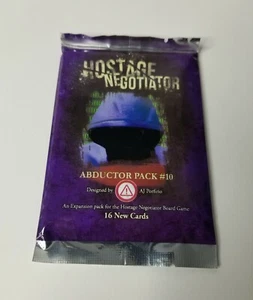 HOSTAGE
NEGOTIATOR
ABDUCTOR PACK #10
Designed by AJ Porfirio
An Expansion pack for the Hostage Negotiator Board Game
16 New Cards